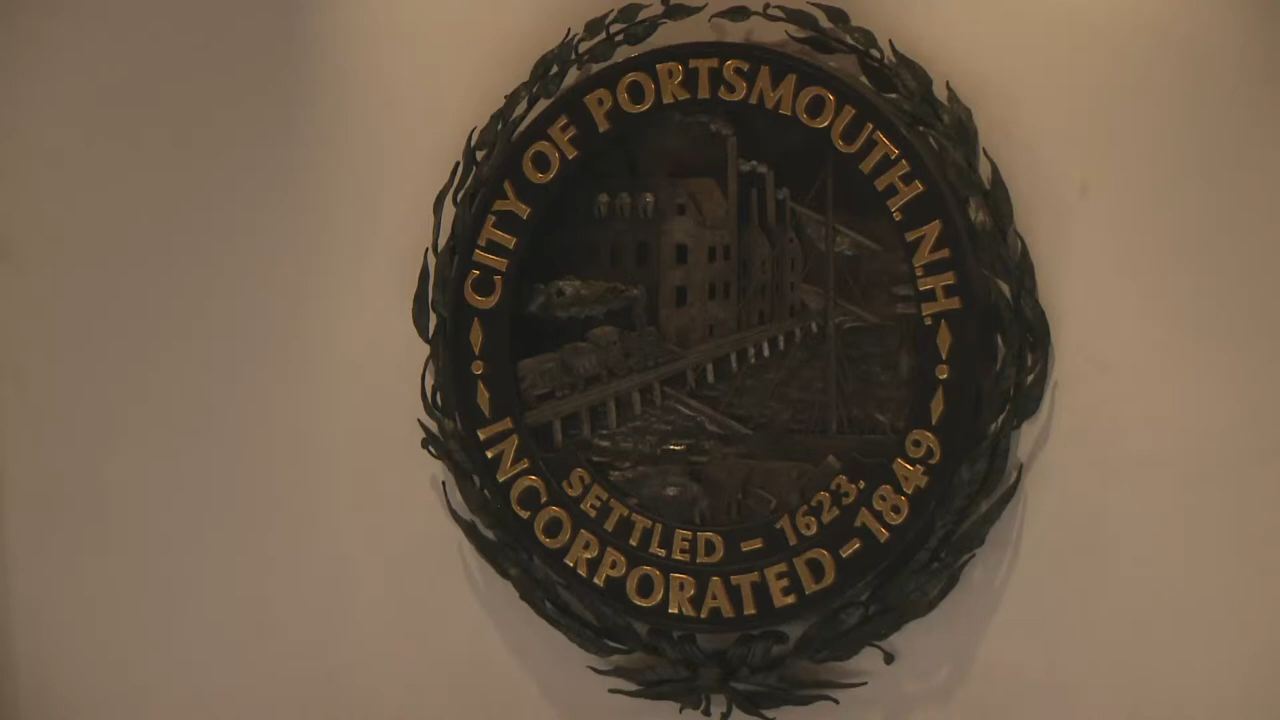 CITY OF PORTSMOUTH. N.H.
SETTLED - 1623.
INCORPORATED - 1849